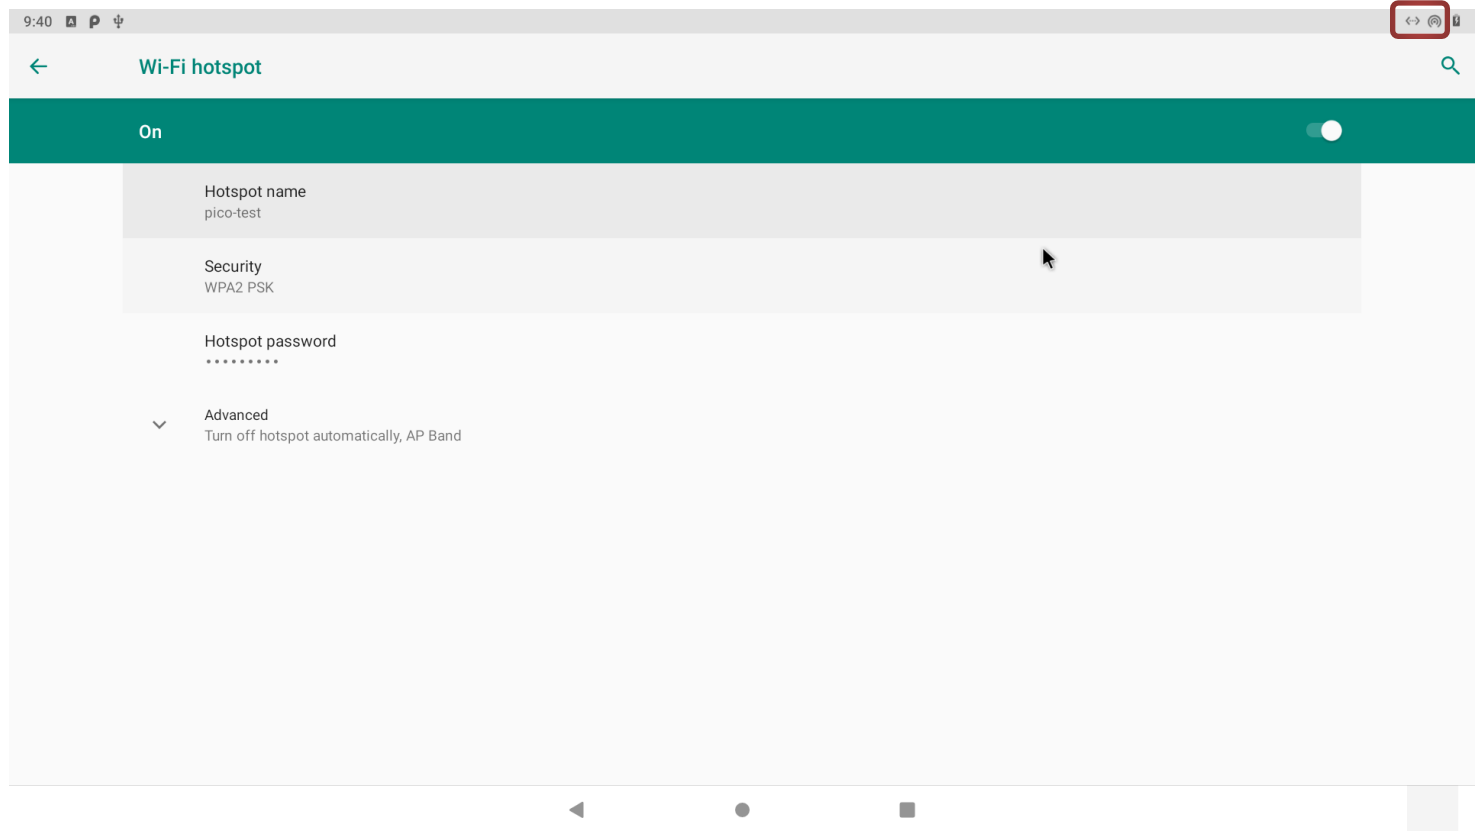 9:40
Wi-Fi hotspot
On
Hotspot name
pico-test
Security
WPA2 PSK
Hotspot password
•••••••••
Advanced
Turn off hotspot automatically, AP Band